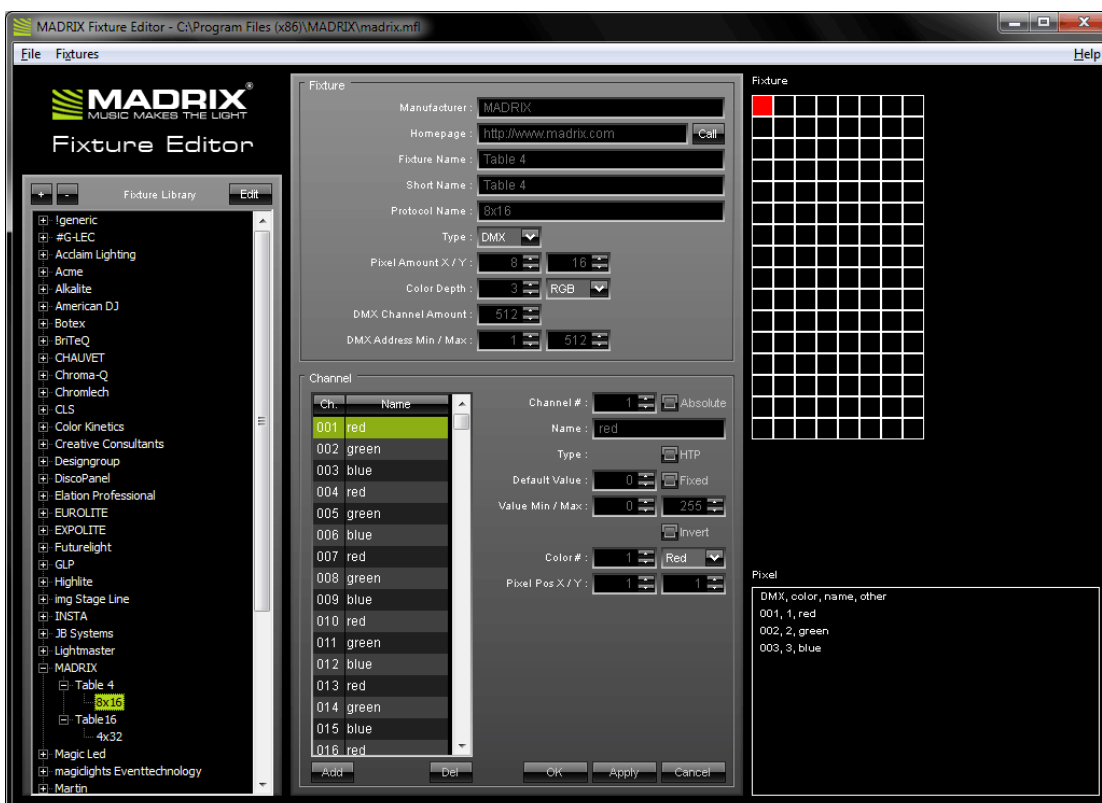 MADRIX Fixture Editor - C:\Program Files (x86)\MADRIX\madrix.mfl
File Fixtures Help
MADRIX®
MUSIC MAKES THE LIGHT
Fixture Editor
+ - Fixture Library Edit
!generic
#G-LEC
Acclaim Lighting
Acme
Alkalite
American DJ
Botex
BriTeQ
CHAUVET
Chroma-Q
Chromlech
CLS
Color Kinetics
Creative Consultants
Designgroup
DiscoPanel
Elation Professional
EUROLITE
EXPOLITE
Futurelight
GLP
Highlite
img Stage Line
INSTA
JB Systems
Lightmaster
MADRIX
Table 4
8x16
Table16
4x32
Magic Led
magiclights Eventtechnology
Martin
Fixture
Manufacturer : MADRIX
Homepage : http://www.madrix.com Call
Fixture Name : Table 4
Short Name : Table 4
Protocol Name : 8x16
Type : DMX
Pixel Amount X / Y : 8 16
Color Depth : 3 RGB
DMX Channel Amount : 512
DMX Address Min / Max : 1 512
Channel
Ch. Name
001 red
002 green
003 blue
004 red
005 green
006 blue
007 red
008 green
009 blue
010 red
011 green
012 blue
013 red
014 green
015 blue
016 red
Add Del
Channel # : 1 Absolute
Name : red
Type : HTP
Default Value : 0 Fixed
Value Min / Max : 0 255
Invert
Color # : 1 Red
Pixel Pos X / Y : 1 1
OK Apply Cancel
Fixture
Pixel
DMX, color, name, other
001, 1, red
002, 2, green
003, 3, blue